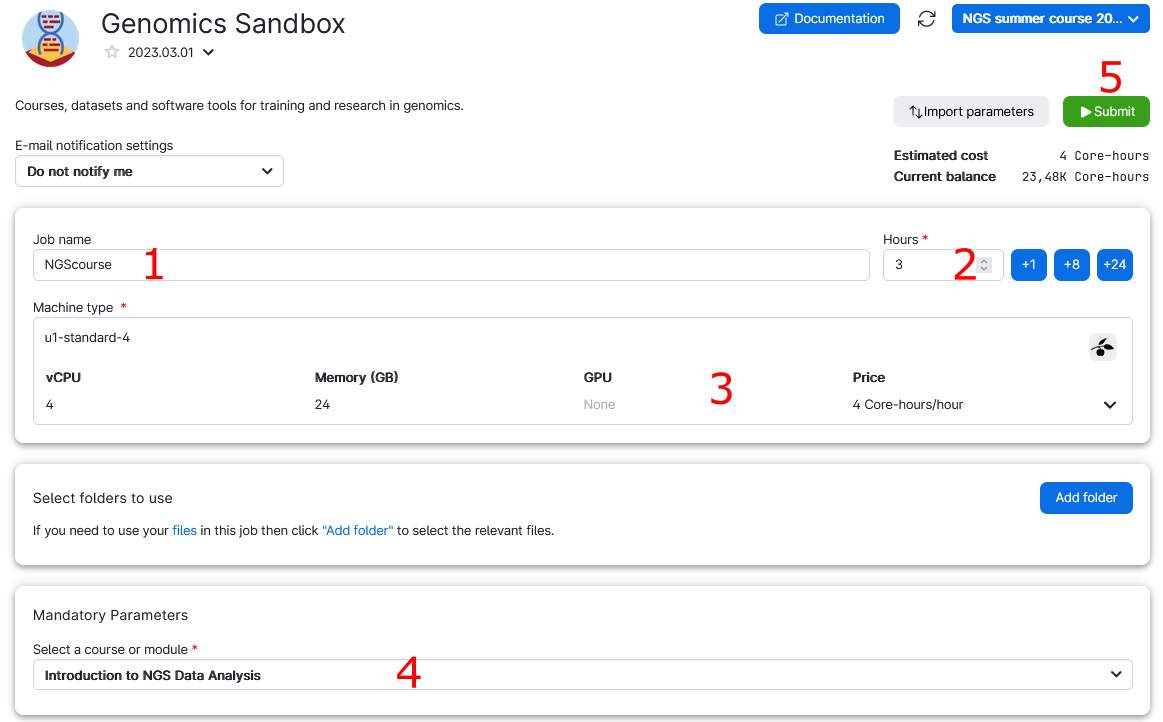 Genomics Sandbox
2023.03.01
Documentation
NGS summer course 20...
Courses, datasets and software tools for training and research in genomics.
5
Import parameters
Submit
E-mail notification settings
Do not notify me
Estimated cost 4 Core-hours
Current balance 23,48K Core-hours
Job name
NGScourse
1
Hours *
3
2
+1
+8
+24
Machine type *
u1-standard-4
vCPU Memory (GB) GPU Price
4 24 None 4 Core-hours/hour
3
Select folders to use
Add folder
If you need to use your files in this job then click "Add folder" to select the relevant files.
Mandatory Parameters
Select a course or module *
Introduction to NGS Data Analysis
4